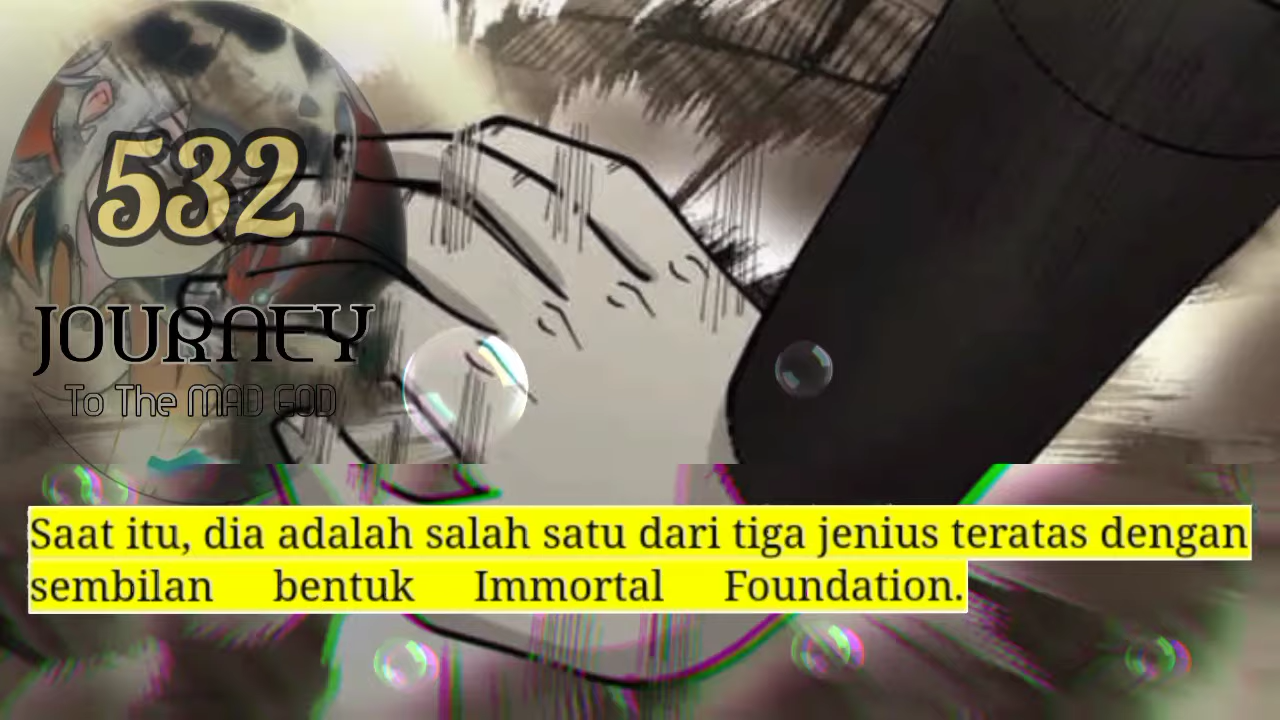 532
JOURNEY
To The MAD GOD
Saat itu, dia adalah salah satu dari tiga jenius teratas dengan
sembilan bentuk Immortal Foundation.